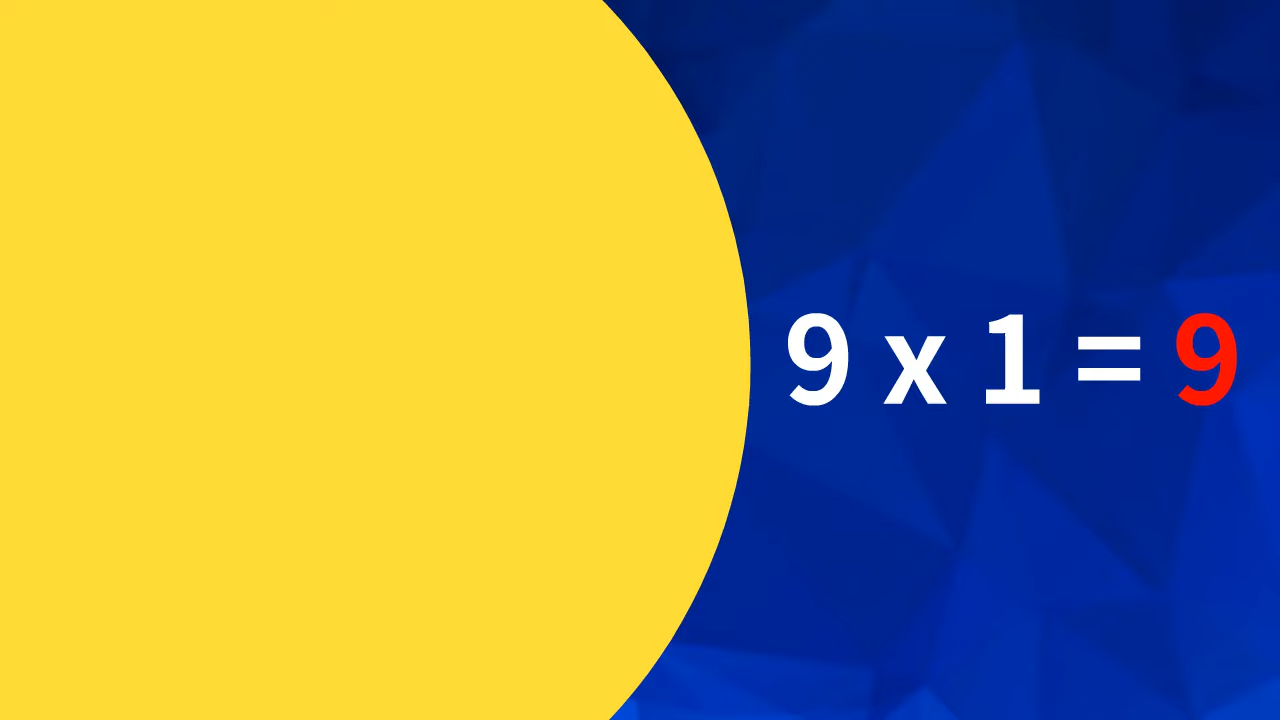 9 x 1 = 9